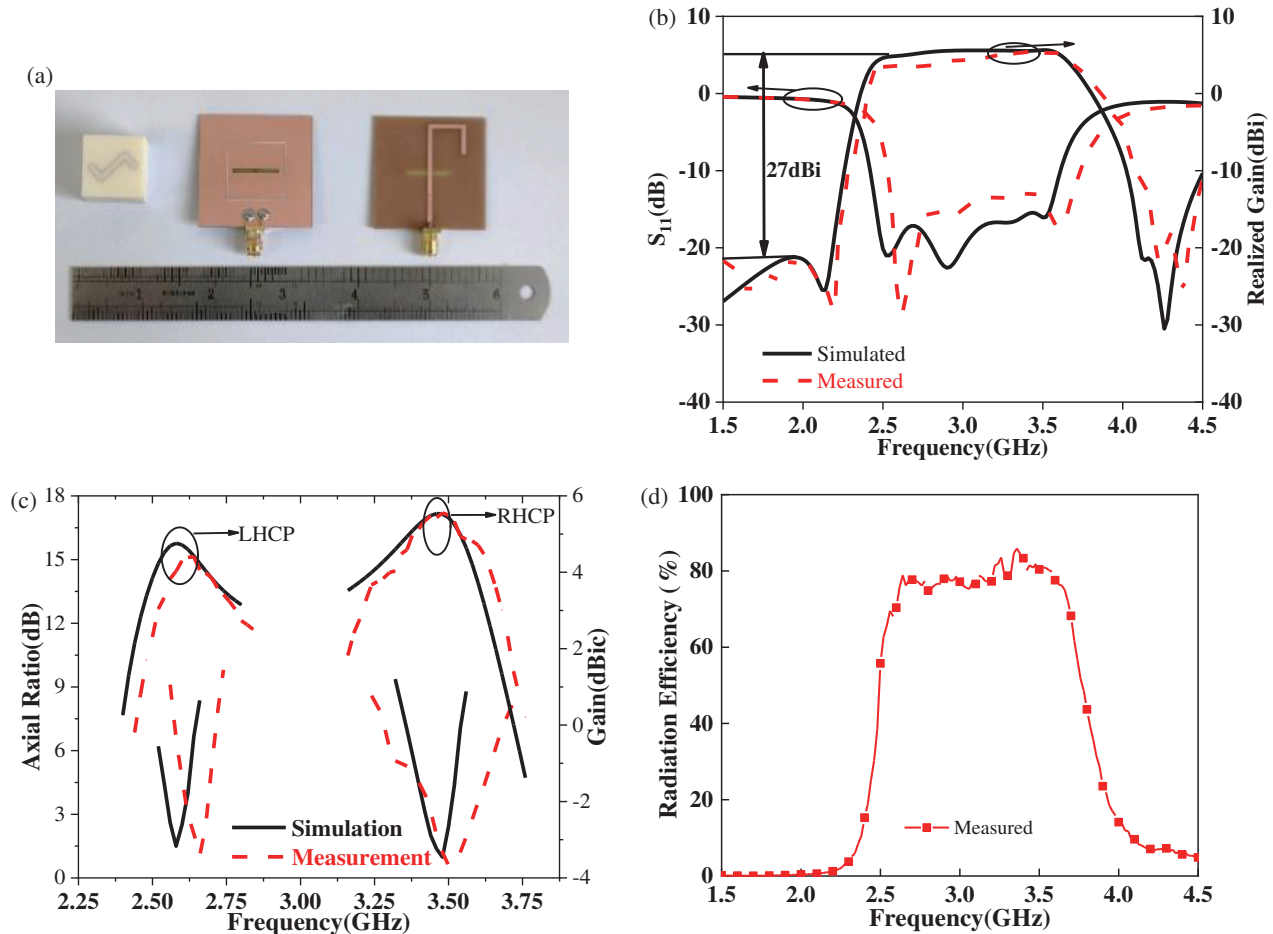 (a)
1 2 3 4 5 6
(b)
10
0
-10
-20
-30
-40
S11(dB)
10
0
-10
-20
-30
-40
Realized Gain(dBi)
27dBi
Simulated
Measured
1.5 2.0 2.5 3.0 3.5 4.0 4.5
Frequency(GHz)
(c)
18
15
12
9
6
3
0
Axial Ratio(dB)
6
4
2
0
-2
-4
Gain(dBic)
LHCP
RHCP
Simulation
Measurement
2.25 2.50 2.75 3.25 3.50 3.75
Frequency(GHz)
(d)
100
80
60
40
20
0
Radiation Efficiency (%)
Measured
1.5 2.0 2.5 3.0 3.5 4.0 4.5
Frequency(GHz)